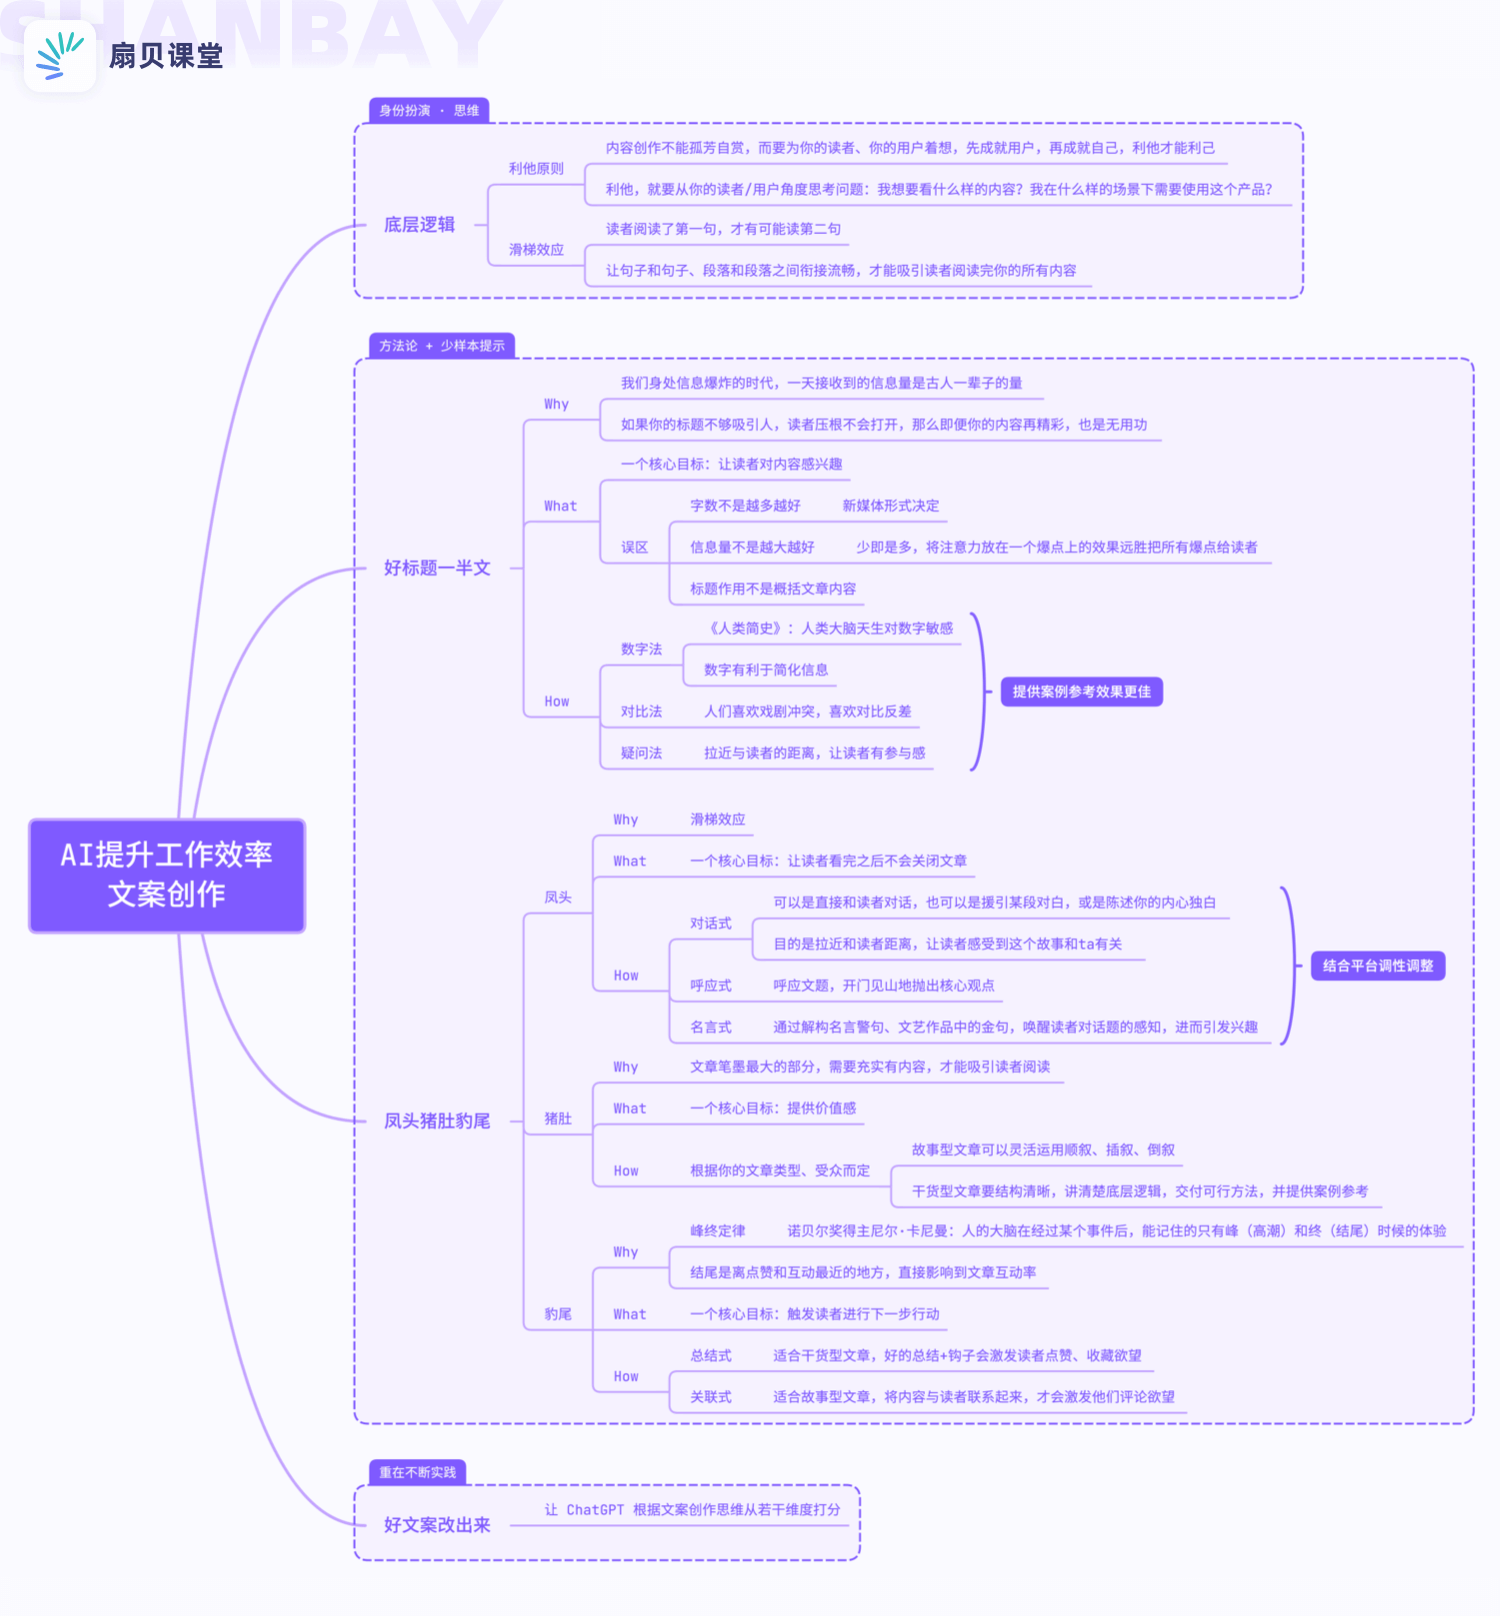 SHANBAY
扇贝课堂
身份扮演 · 思维
内容创作不能孤芳自赏，而要为你的读者、你的用户着想，先成就用户，再成就自己，利他才能利己
利他原则
利他，就要从你的读者/用户角度思考问题：我想要看什么样的内容？我在什么样的场景下需要使用这个产品？
底层逻辑
读者阅读了第一句，才有可能读第二句
滑梯效应
让句子和句子、段落和段落之间衔接流畅，才能吸引读者阅读完你的所有内容
方法论 + 少样本提示
我们身处信息爆炸的时代，一天接收到的信息量是古人一辈子的量
Why
如果你的标题不够吸引人，读者压根不会打开，那么即便你的内容再精彩，也是无用功
一个核心目标：让读者对内容感兴趣
What
字数不是越多越好 新媒体形式决定
误区
信息量不是越大越好 少即是多，将注意力放在一个爆点上的效果远胜把所有爆点给读者
好标题一半文
标题作用不是概括文章内容
《人类简史》：人类大脑天生对数字敏感
数字法
数字有利于简化信息
How
提供案例参考效果更佳
对比法 人们喜欢戏剧冲突，喜欢对比反差
疑问法 拉近与读者的距离，让读者有参与感
AI提升工作效率
文案创作
Why 滑梯效应
What 一个核心目标：让读者看完之后不会关闭文章
凤头
可以是直接和读者对话，也可以是援引某段对白，或是陈述你的内心独白
对话式
目的是拉近和读者距离，让读者感受到这个故事和ta有关
How
结合平台调性调整
呼应式 呼应文题，开门见山地抛出核心观点
名言式 通过解构名言警句、文艺作品中的金句，唤醒读者对话题的感知，进而引发兴趣
Why 文章笔墨最大的部分，需要充实有内容，才能吸引读者阅读
凤头猪肚豹尾
猪肚
What 一个核心目标：提供价值感
故事型文章可以灵活运用顺叙、插叙、倒叙
How 根据你的文章类型、受众而定
干货型文章要结构清晰，讲清楚底层逻辑，交付可行方法，并提供案例参考
峰终定律 诺贝尔奖得主尼尔·卡尼曼：人的大脑在经过某个事件后，能记住的只有峰（高潮）和终（结尾）时候的体验
Why
结尾是离点赞和互动最近的地方，直接影响到文章互动率
豹尾
What 一个核心目标：触发读者进行下一步行动
总结式 适合干货型文章，好的总结+钩子会激发读者点赞、收藏欲望
How
关联式 适合故事型文章，将内容与读者联系起来，才会激发他们评论欲望
重在不断实践
好文案改出来
让 ChatGPT 根据文案创作思维从若干维度打分